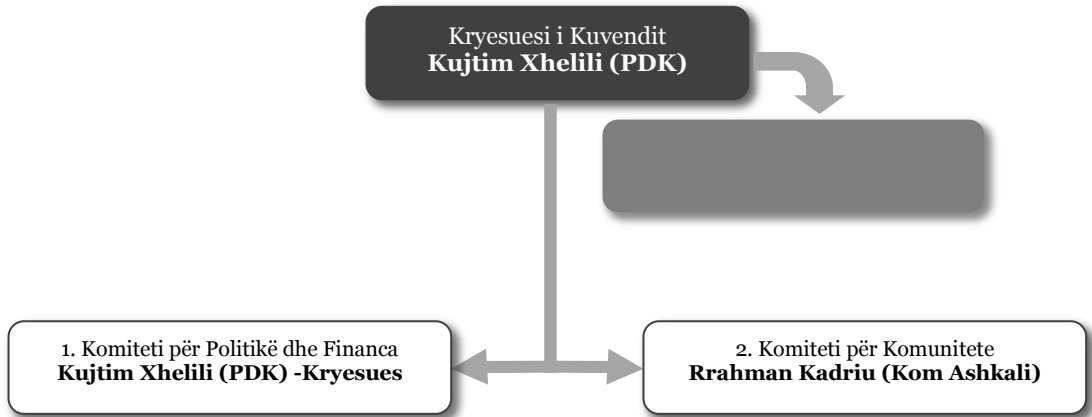 Kryesuesi i Kuvendit
Kujtim Xhelili (PDK)
1. Komiteti për Politikë dhe Financa
Kujtim Xhelili (PDK) -Kryesues
2. Komiteti për Komunitete
Rrahman Kadriu (Kom Ashkali)